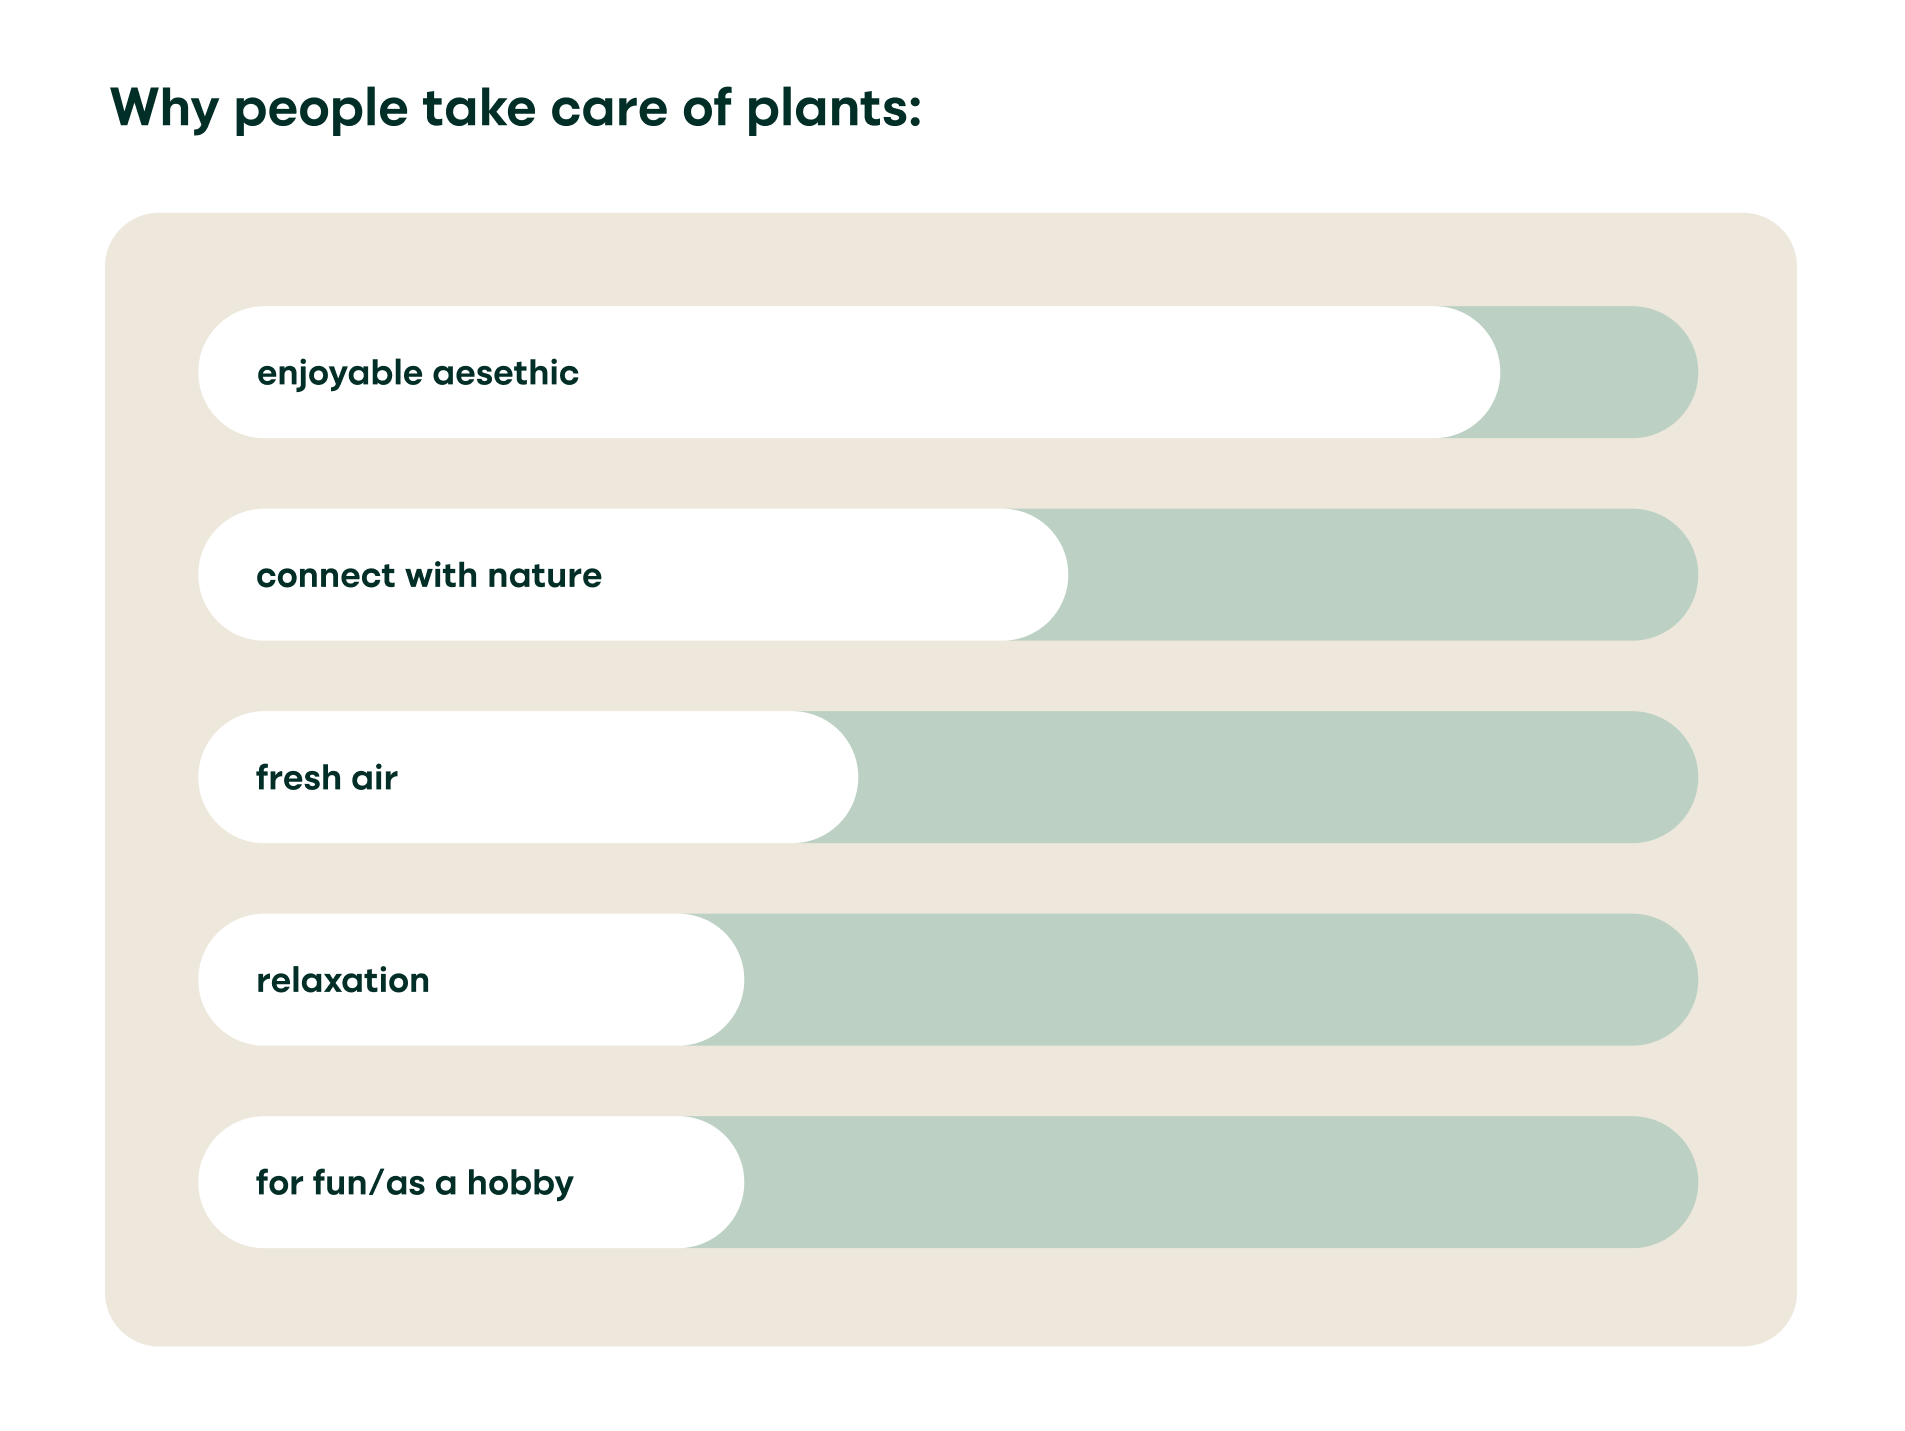 Why people take care of plants:
enjoyable aesethic
connect with nature
fresh air
relaxation
for fun/as a hobby